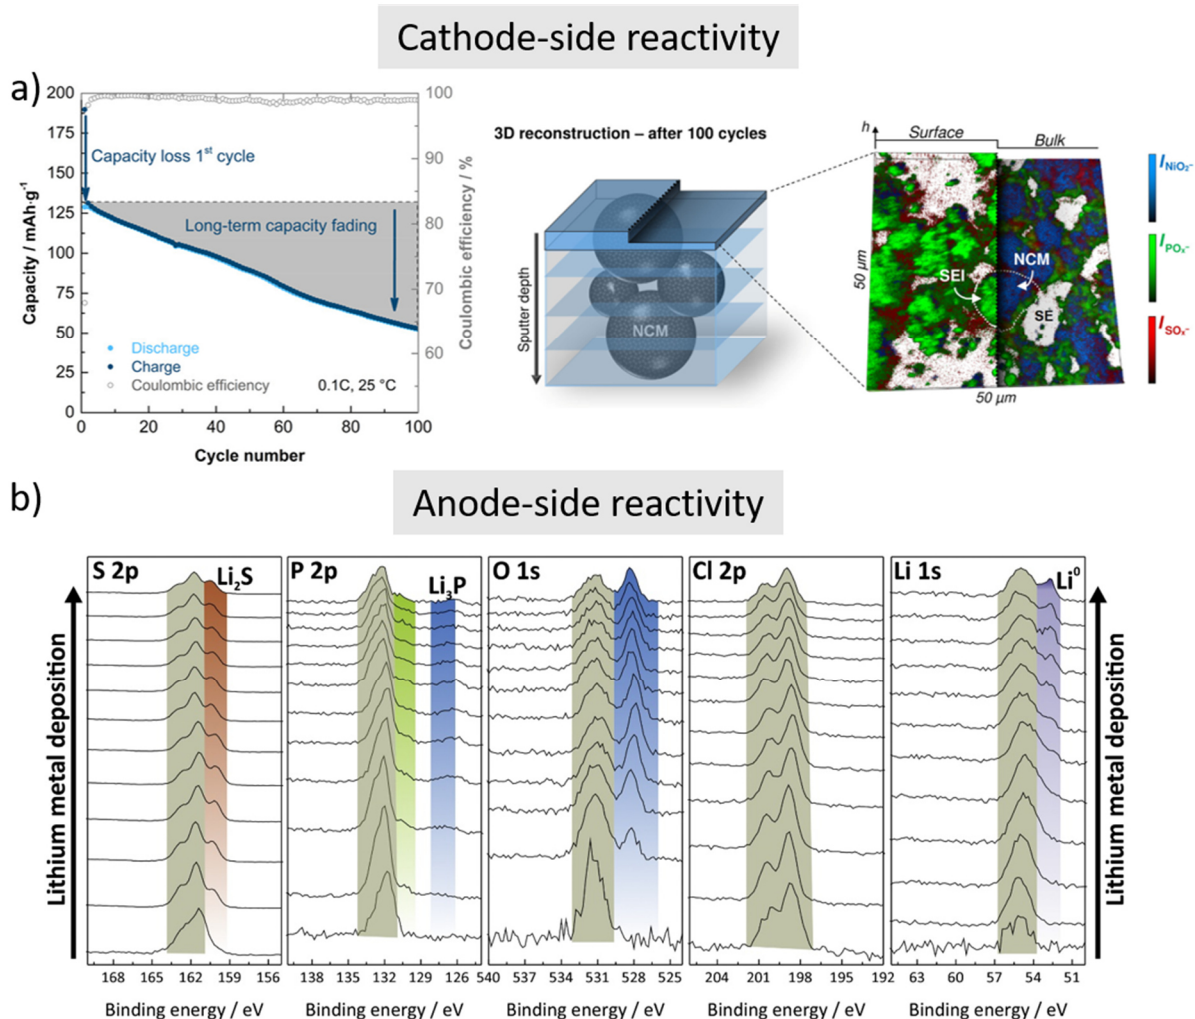 Cathode-side reactivity
a)
200
175
150
125
100
75
50
25
0
Capacity / mAh·g⁻¹
Capacity loss 1ˢᵗ cycle
Long-term capacity fading
Discharge
Charge
Coulombic efficiency
0.1C, 25 °C
0 20 40 60 80 100
Cycle number
100
90
80
70
60
Coulombic efficiency / %
3D reconstruction – after 100 cycles
Sputter depth
NCM
h
Surface
Bulk
50 µm
SEI
NCM
SE
50 µm
I NiO₂⁻
I POₓ⁻
I SOₓ⁻
b)
Anode-side reactivity
Lithium metal deposition
S 2p
Li₂S
P 2p
Li₃P
O 1s
Cl 2p
Li 1s
Li⁰
Lithium metal deposition
168 165 162 159 156
138 135 132 129 126
540 537 534 531 528 525
204 201 198 195 192
63 60 57 54 51
Binding energy / eV
Binding energy / eV
Binding energy / eV
Binding energy / eV
Binding energy / eV